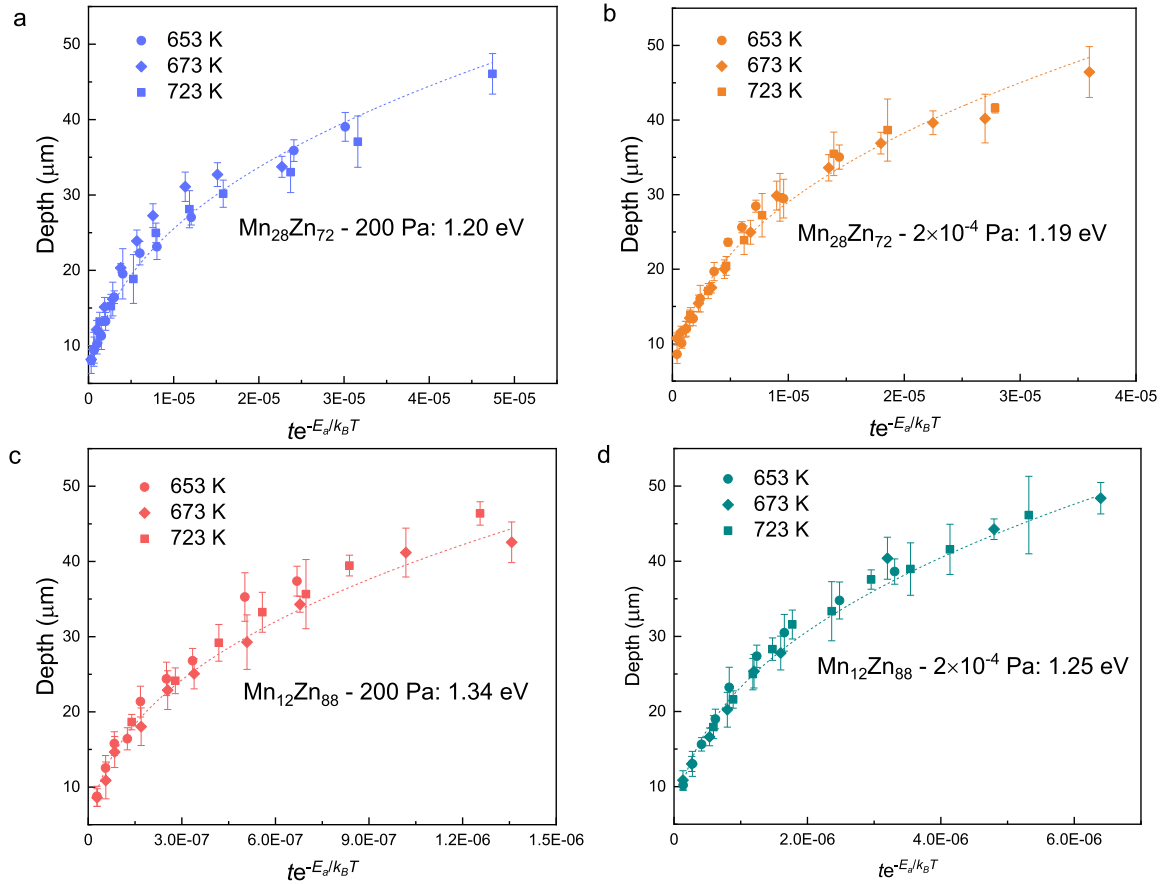 a
653 K
673 K
723 K
Mn₂₈Zn₇₂ - 200 Pa: 1.20 eV
Depth (μm)
50
40
30
20
10
0
1E-05
2E-05
3E-05
4E-05
5E-05
te^-Eₐ/k_BT
b
653 K
673 K
723 K
Mn₂₈Zn₇₂ - 2×10⁻⁴ Pa: 1.19 eV
Depth (μm)
50
40
30
20
10
0
1E-05
2E-05
3E-05
4E-05
te^-Eₐ/k_BT
c
653 K
673 K
723 K
Mn₁₂Zn₈₈ - 200 Pa: 1.34 eV
Depth (μm)
50
40
30
20
10
0
3.0E-07
6.0E-07
9.0E-07
1.2E-06
1.5E-06
te^-Eₐ/k_BT
d
653 K
673 K
723 K
Mn₁₂Zn₈₈ - 2×10⁻⁴ Pa: 1.25 eV
Depth (μm)
50
40
30
20
10
0
2.0E-06
4.0E-06
6.0E-06
te^-Eₐ/k_BT